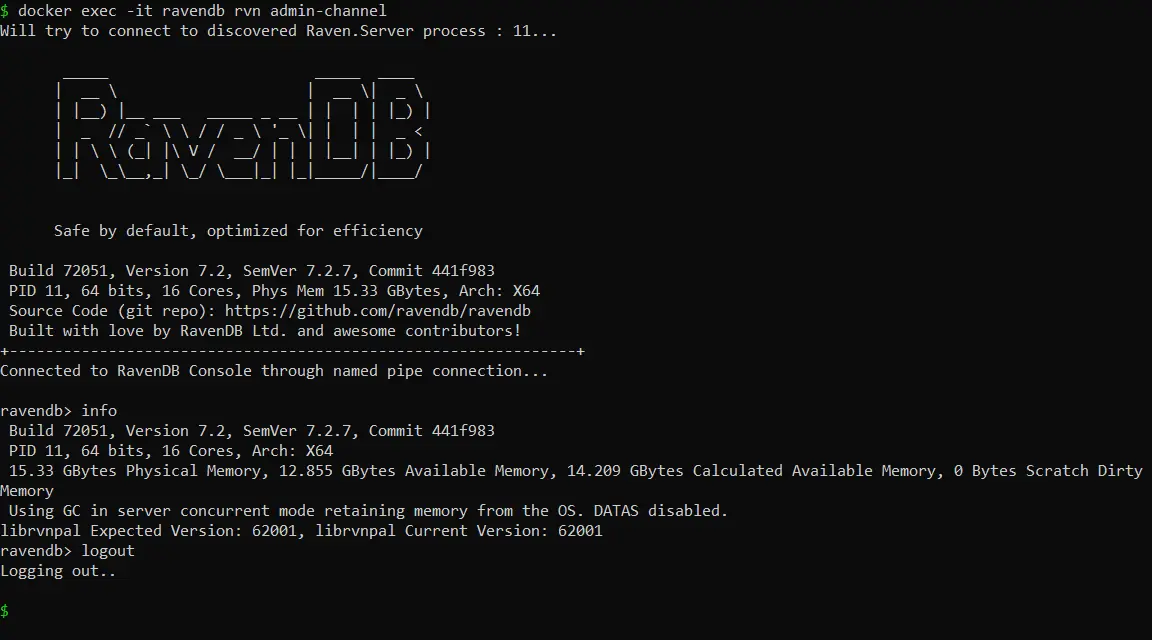 $ docker exec -it ravendb rvn admin-channel
Will try to connect to discovered Raven.Server process : 11...
RavenDB
Safe by default, optimized for efficiency
Build 72051, Version 7.2, SemVer 7.2.7, Commit 441f983
PID 11, 64 bits, 16 Cores, Phys Mem 15.33 GBytes, Arch: X64
Source Code (git repo): https://github.com/ravendb/ravendb
Built with love by RavenDB Ltd. and awesome contributors!
+---------------------------------------------------------------+
Connected to RavenDB Console through named pipe connection...
ravendb> info
Build 72051, Version 7.2, SemVer 7.2.7, Commit 441f983
PID 11, 64 bits, 16 Cores, Arch: X64
15.33 GBytes Physical Memory, 12.855 GBytes Available Memory, 14.209 GBytes Calculated Available Memory, 0 Bytes Scratch Dirty
Memory
Using GC in server concurrent mode retaining memory from the OS. DATAS disabled.
librvnpal Expected Version: 62001, librvnpal Current Version: 62001
ravendb> logout
Logging out..
$